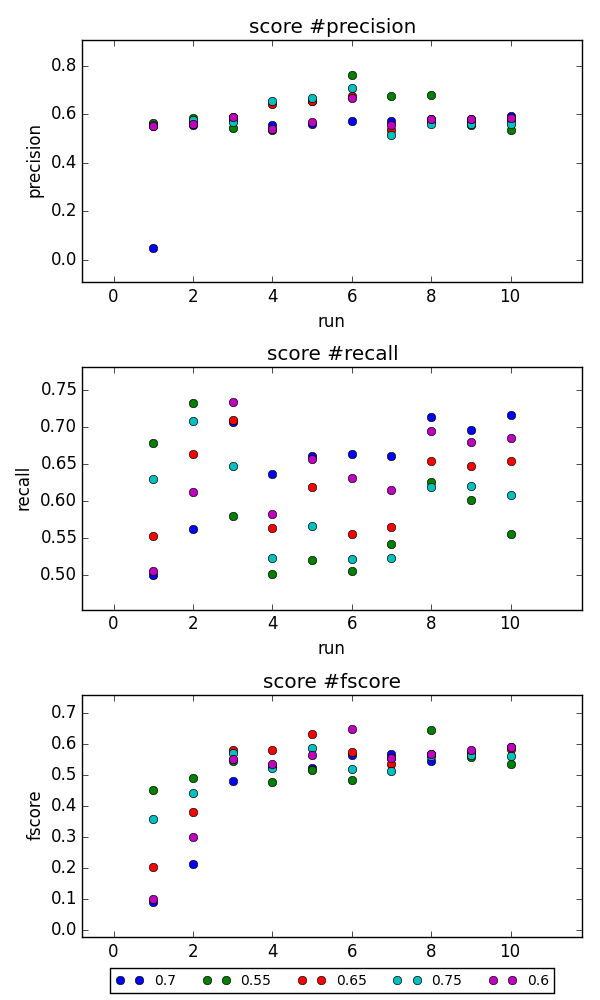 score #precision
0.8
0.6
0.4
0.2
0.0
precision
0 2 4 6 8 10
run
score #recall
0.75
0.70
0.65
0.60
0.55
0.50
recall
0 2 4 6 8 10
run
score #fscore
0.7
0.6
0.5
0.4
0.3
0.2
0.1
0.0
fscore
0 2 4 6 8 10
0.7 0.55 0.65 0.75 0.6